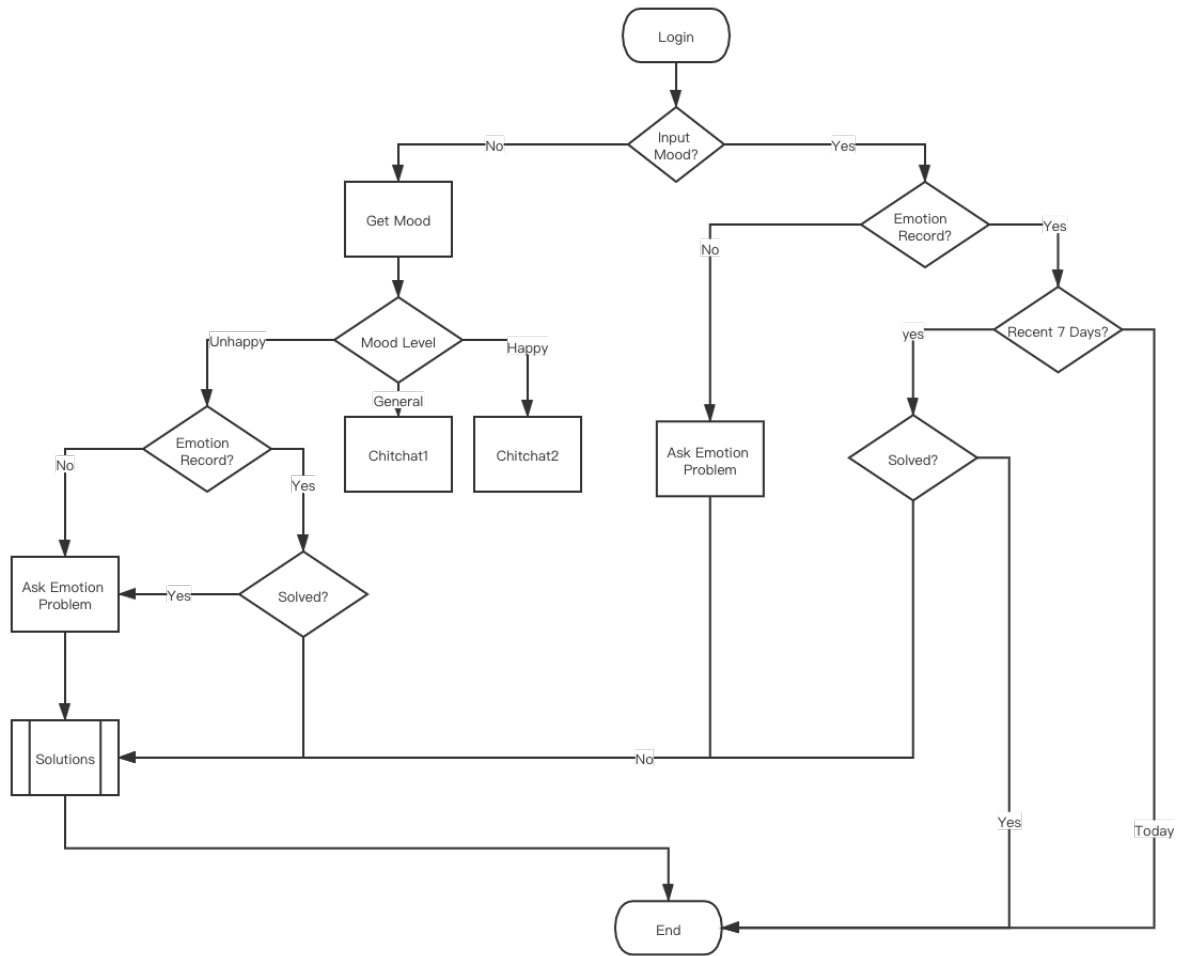 Login
Input
Mood?
No
Yes
Get Mood
Emotion
Record?
No
Yes
Unhappy
Mood Level
Happy
General
yes
Recent 7 Days?
Emotion
Record?
No
Yes
Chitchat1
Chitchat2
Ask Emotion
Problem
Solved?
Ask Emotion
Problem
Yes
Solved?
Solutions
No
Yes
Today
End